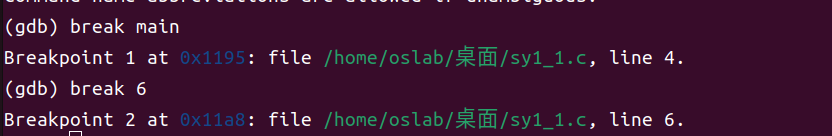 Command name abbreviations are allowed if unambiguous.
(gdb) break main
Breakpoint 1 at 0x1195: file /home/oslab/桌面/sy1_1.c, line 4.
(gdb) break 6
Breakpoint 2 at 0x11a8: file /home/oslab/桌面/sy1_1.c, line 6.